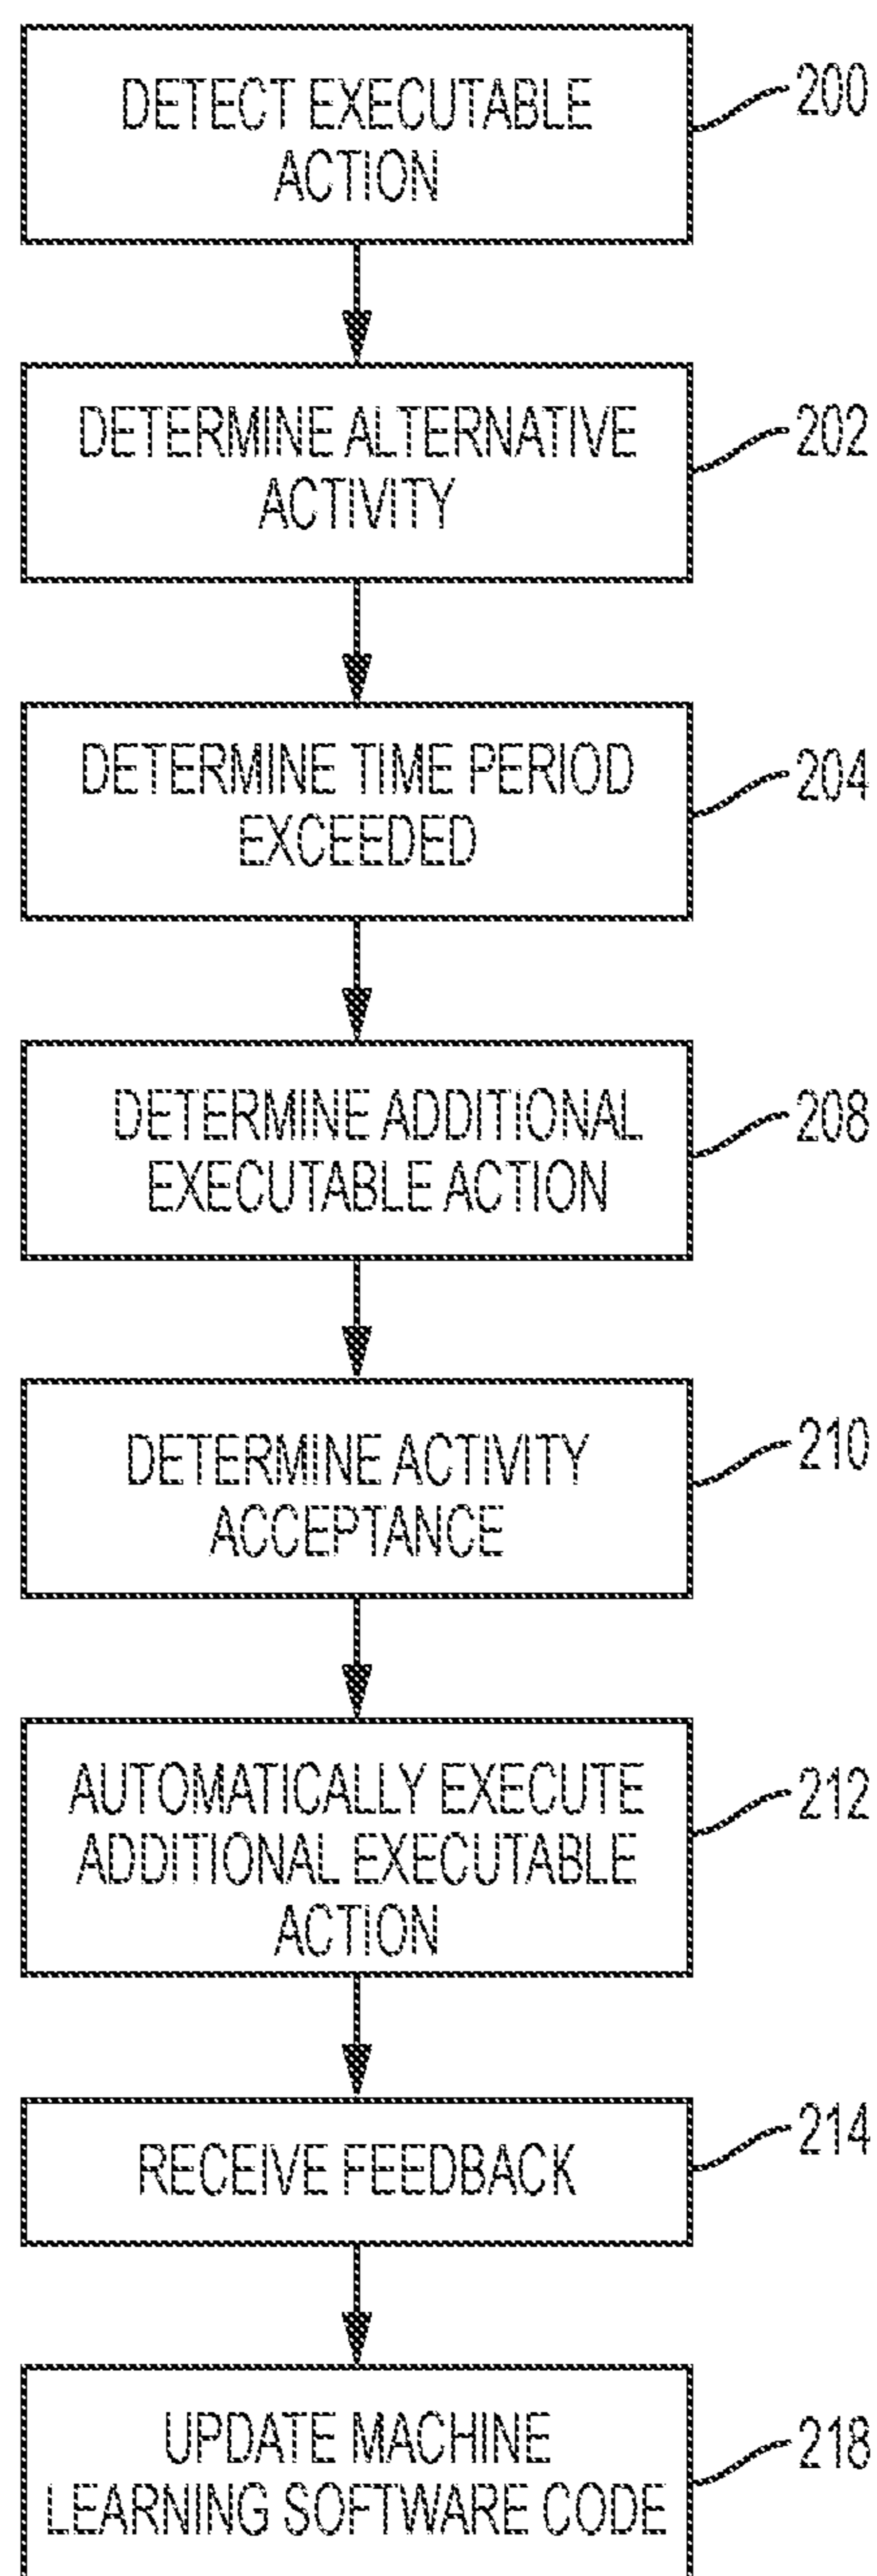 DETECT EXECUTABLE
ACTION
200
DETERMINE ALTERNATIVE
ACTIVITY
202
DETERMINE TIME PERIOD
EXCEEDED
204
DETERMINE ADDITIONAL
EXECUTABLE ACTION
208
DETERMINE ACTIVITY
ACCEPTANCE
210
AUTOMATICALLY EXECUTE
ADDITIONAL EXECUTABLE
ACTION
212
RECEIVE FEEDBACK
214
UPDATE MACHINE
LEARNING SOFTWARE CODE
218